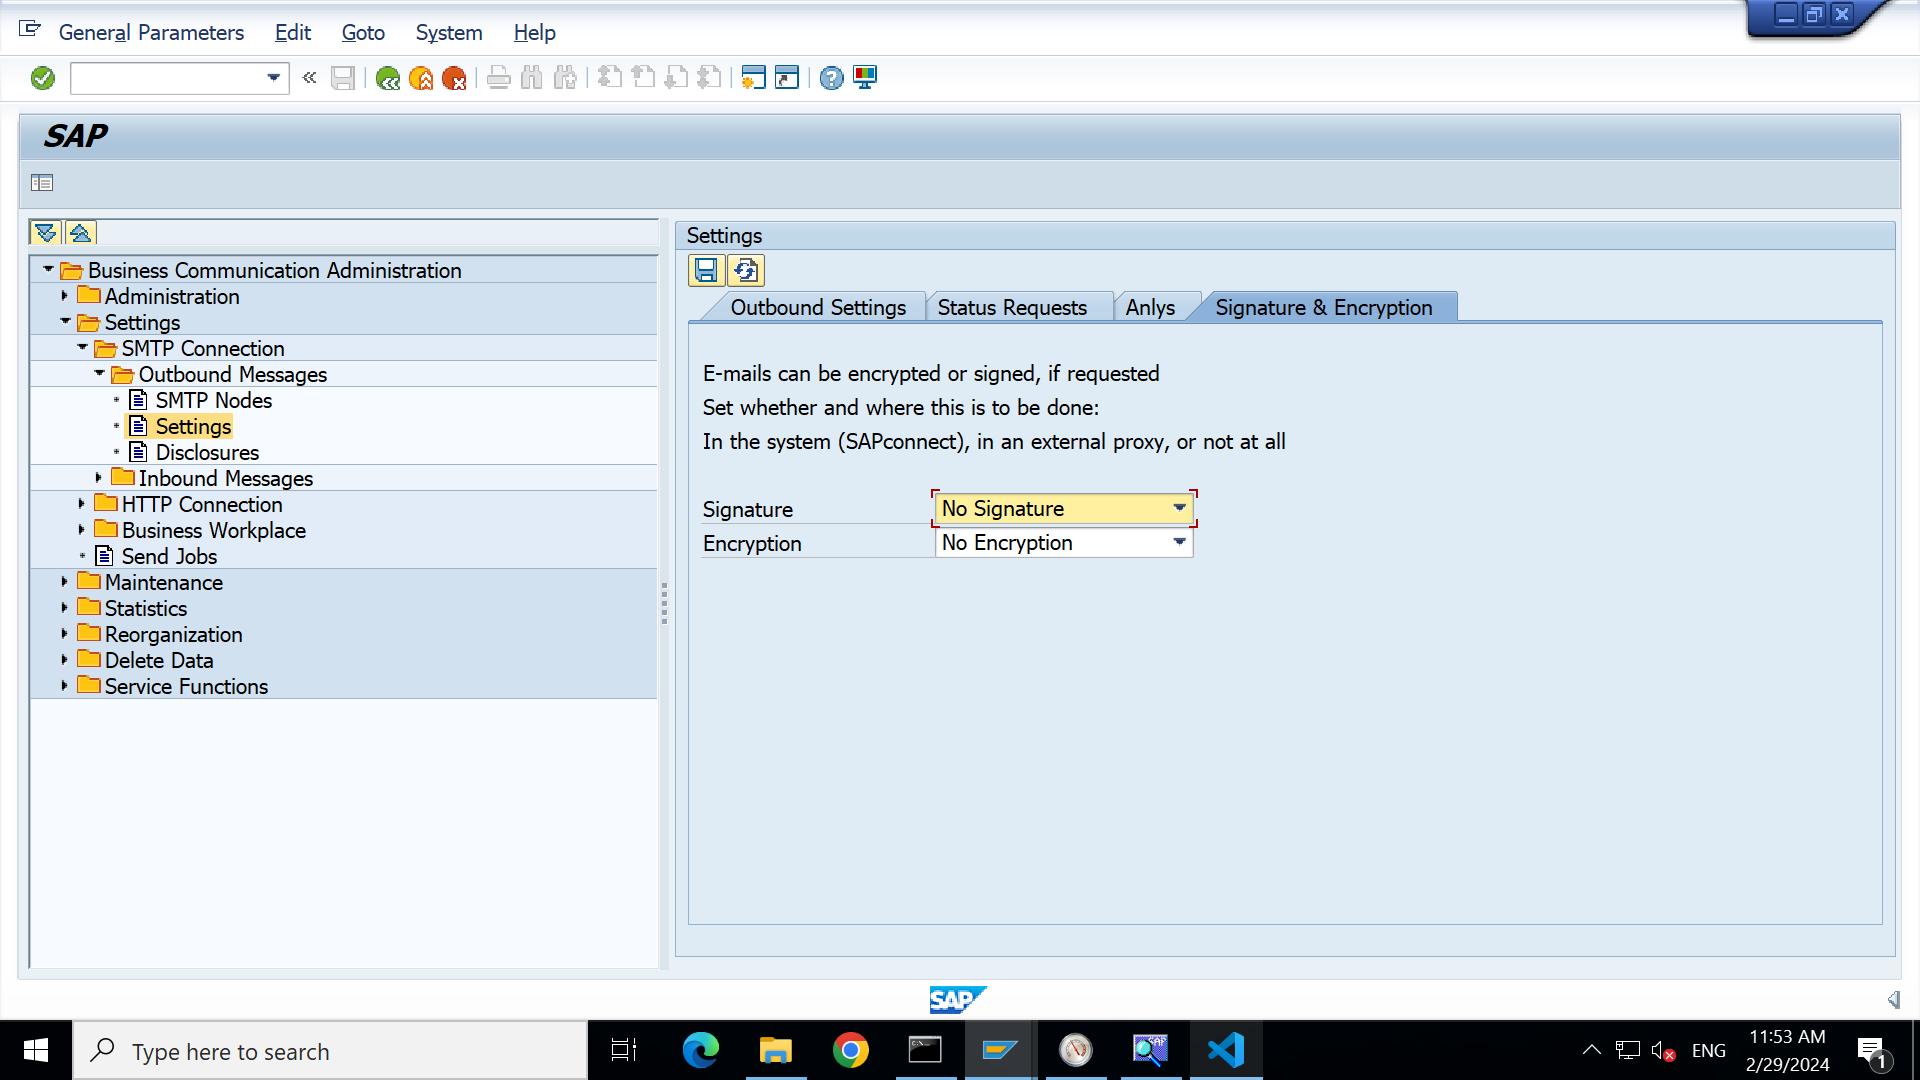 General Parameters Edit Goto System Help
SAP
Business Communication Administration
Administration
Settings
SMTP Connection
Outbound Messages
SMTP Nodes
Settings
Disclosures
Inbound Messages
HTTP Connection
Business Workplace
Send Jobs
Maintenance
Statistics
Reorganization
Delete Data
Service Functions
Settings
Outbound Settings Status Requests Anlys Signature & Encryption
E-mails can be encrypted or signed, if requested
Set whether and where this is to be done:
In the system (SAPconnect), in an external proxy, or not at all
Signature No Signature
Encryption No Encryption
SAP
Type here to search
ENG
11:53 AM
2/29/2024
1